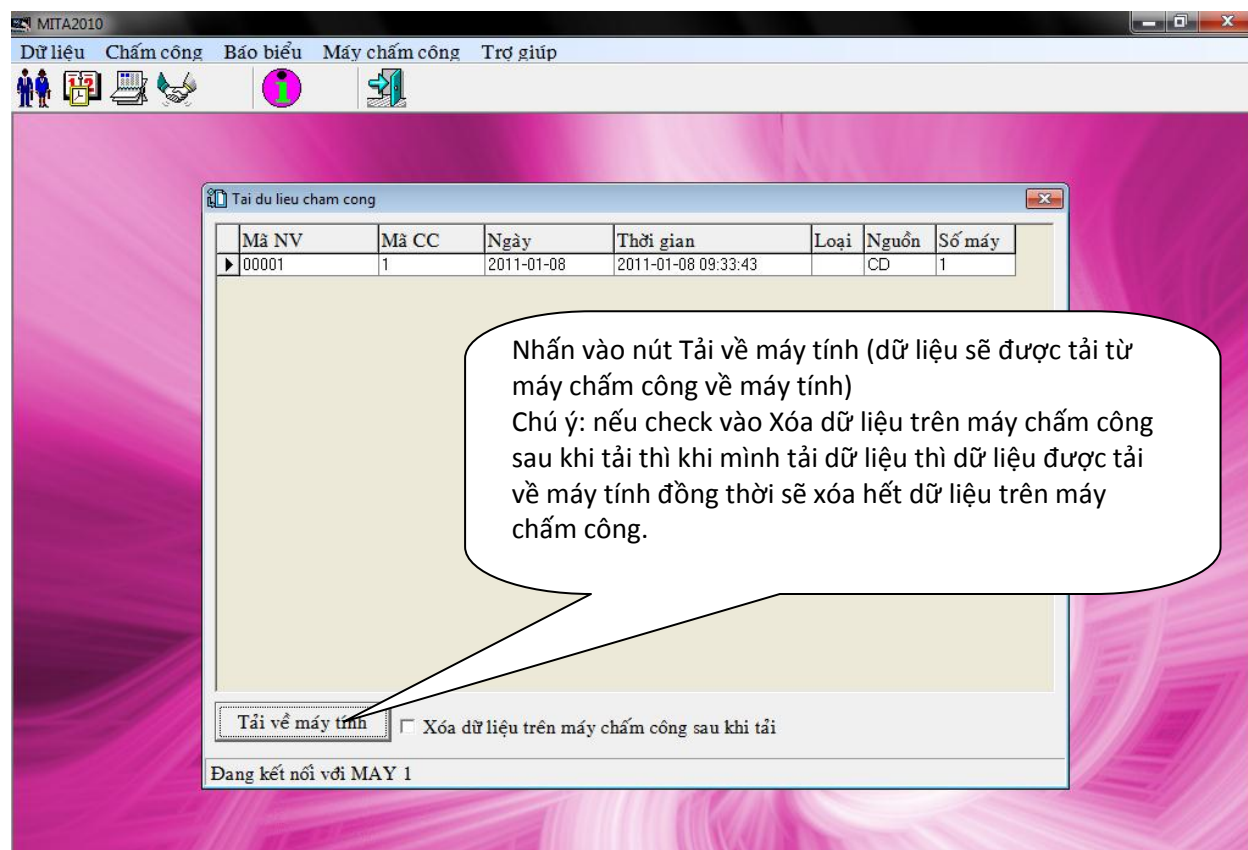 MITA2010
Dữ liệu Chấm công Báo biểu Máy chấm công Trợ giúp
Tai du lieu cham cong
Mã NV Mã CC Ngày Thời gian Loại Nguồn Số máy
00001 1 2011-01-08 2011-01-08 09:33:43 CD 1
Nhấn vào nút Tải về máy tính (dữ liệu sẽ được tải từ
máy chấm công về máy tính)
Chú ý: nếu check vào Xóa dữ liệu trên máy chấm công
sau khi tải thì khi mình tải dữ liệu thì dữ liệu được tải
về máy tính đồng thời sẽ xóa hết dữ liệu trên máy
chấm công.
Tải về máy tính Xóa dữ liệu trên máy chấm công sau khi tải
Đang kết nối với MAY 1